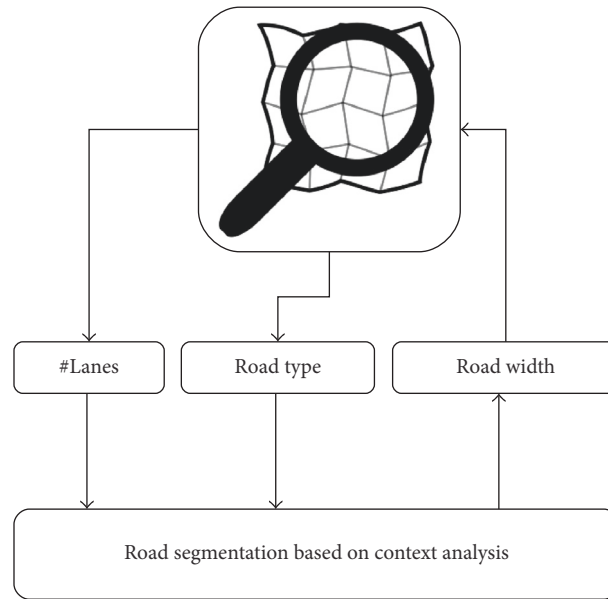 #Lanes
Road type
Road width
Road segmentation based on context analysis